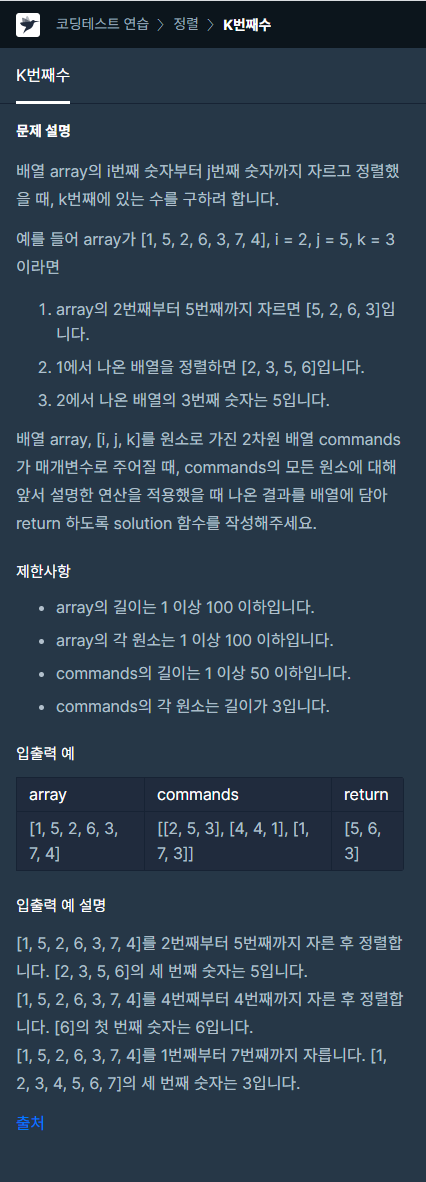 코딩테스트 연습 > 정렬 > K번째수
K번째수
문제 설명
배열 array의 i번째 숫자부터 j번째 숫자까지 자르고 정렬했
을 때, k번째에 있는 수를 구하려 합니다.
예를 들어 array가 [1, 5, 2, 6, 3, 7, 4], i = 2, j = 5, k = 3
이라면
1. array의 2번째부터 5번째까지 자르면 [5, 2, 6, 3]입
니다.
2. 1에서 나온 배열을 정렬하면 [2, 3, 5, 6]입니다.
3. 2에서 나온 배열의 3번째 숫자는 5입니다.
배열 array, [i, j, k]를 원소로 가진 2차원 배열 commands
가 매개변수로 주어질 때, commands의 모든 원소에 대해
앞서 설명한 연산을 적용했을 때 나온 결과를 배열에 담아
return 하도록 solution 함수를 작성해주세요.
제한사항
• array의 길이는 1 이상 100 이하입니다.
• array의 각 원소는 1 이상 100 이하입니다.
• commands의 길이는 1 이상 50 이하입니다.
• commands의 각 원소는 길이가 3입니다.
입출력 예
array commands return
[1, 5, 2, 6, 3, [[2, 5, 3], [4, 4, 1], [1, [5, 6,
7, 4] 7, 3]] 3]
입출력 예 설명
[1, 5, 2, 6, 3, 7, 4]를 2번째부터 5번째까지 자른 후 정렬합
니다. [2, 3, 5, 6]의 세 번째 숫자는 5입니다.
[1, 5, 2, 6, 3, 7, 4]를 4번째부터 4번째까지 자른 후 정렬합
니다. [6]의 첫 번째 숫자는 6입니다.
[1, 5, 2, 6, 3, 7, 4]를 1번째부터 7번째까지 자릅니다. [1,
2, 3, 4, 5, 6, 7]의 세 번째 숫자는 3입니다.
출처